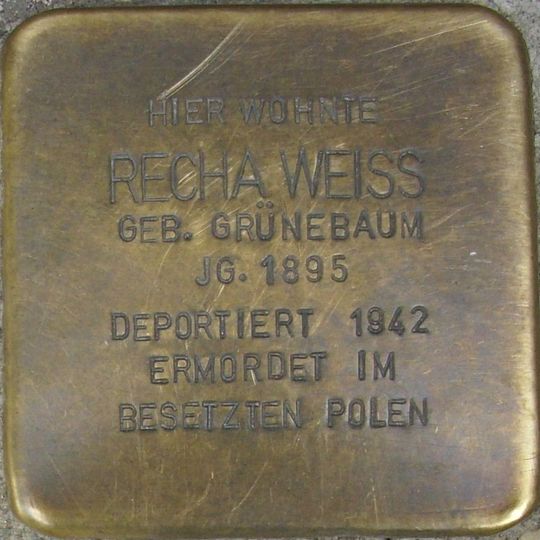 HIER WOHNTE
RECHA WEISS
GEB. GRÜNEBAUM
JG. 1895
DEPORTIERT 1942
ERMORDET IM
BESETZTEN POLEN